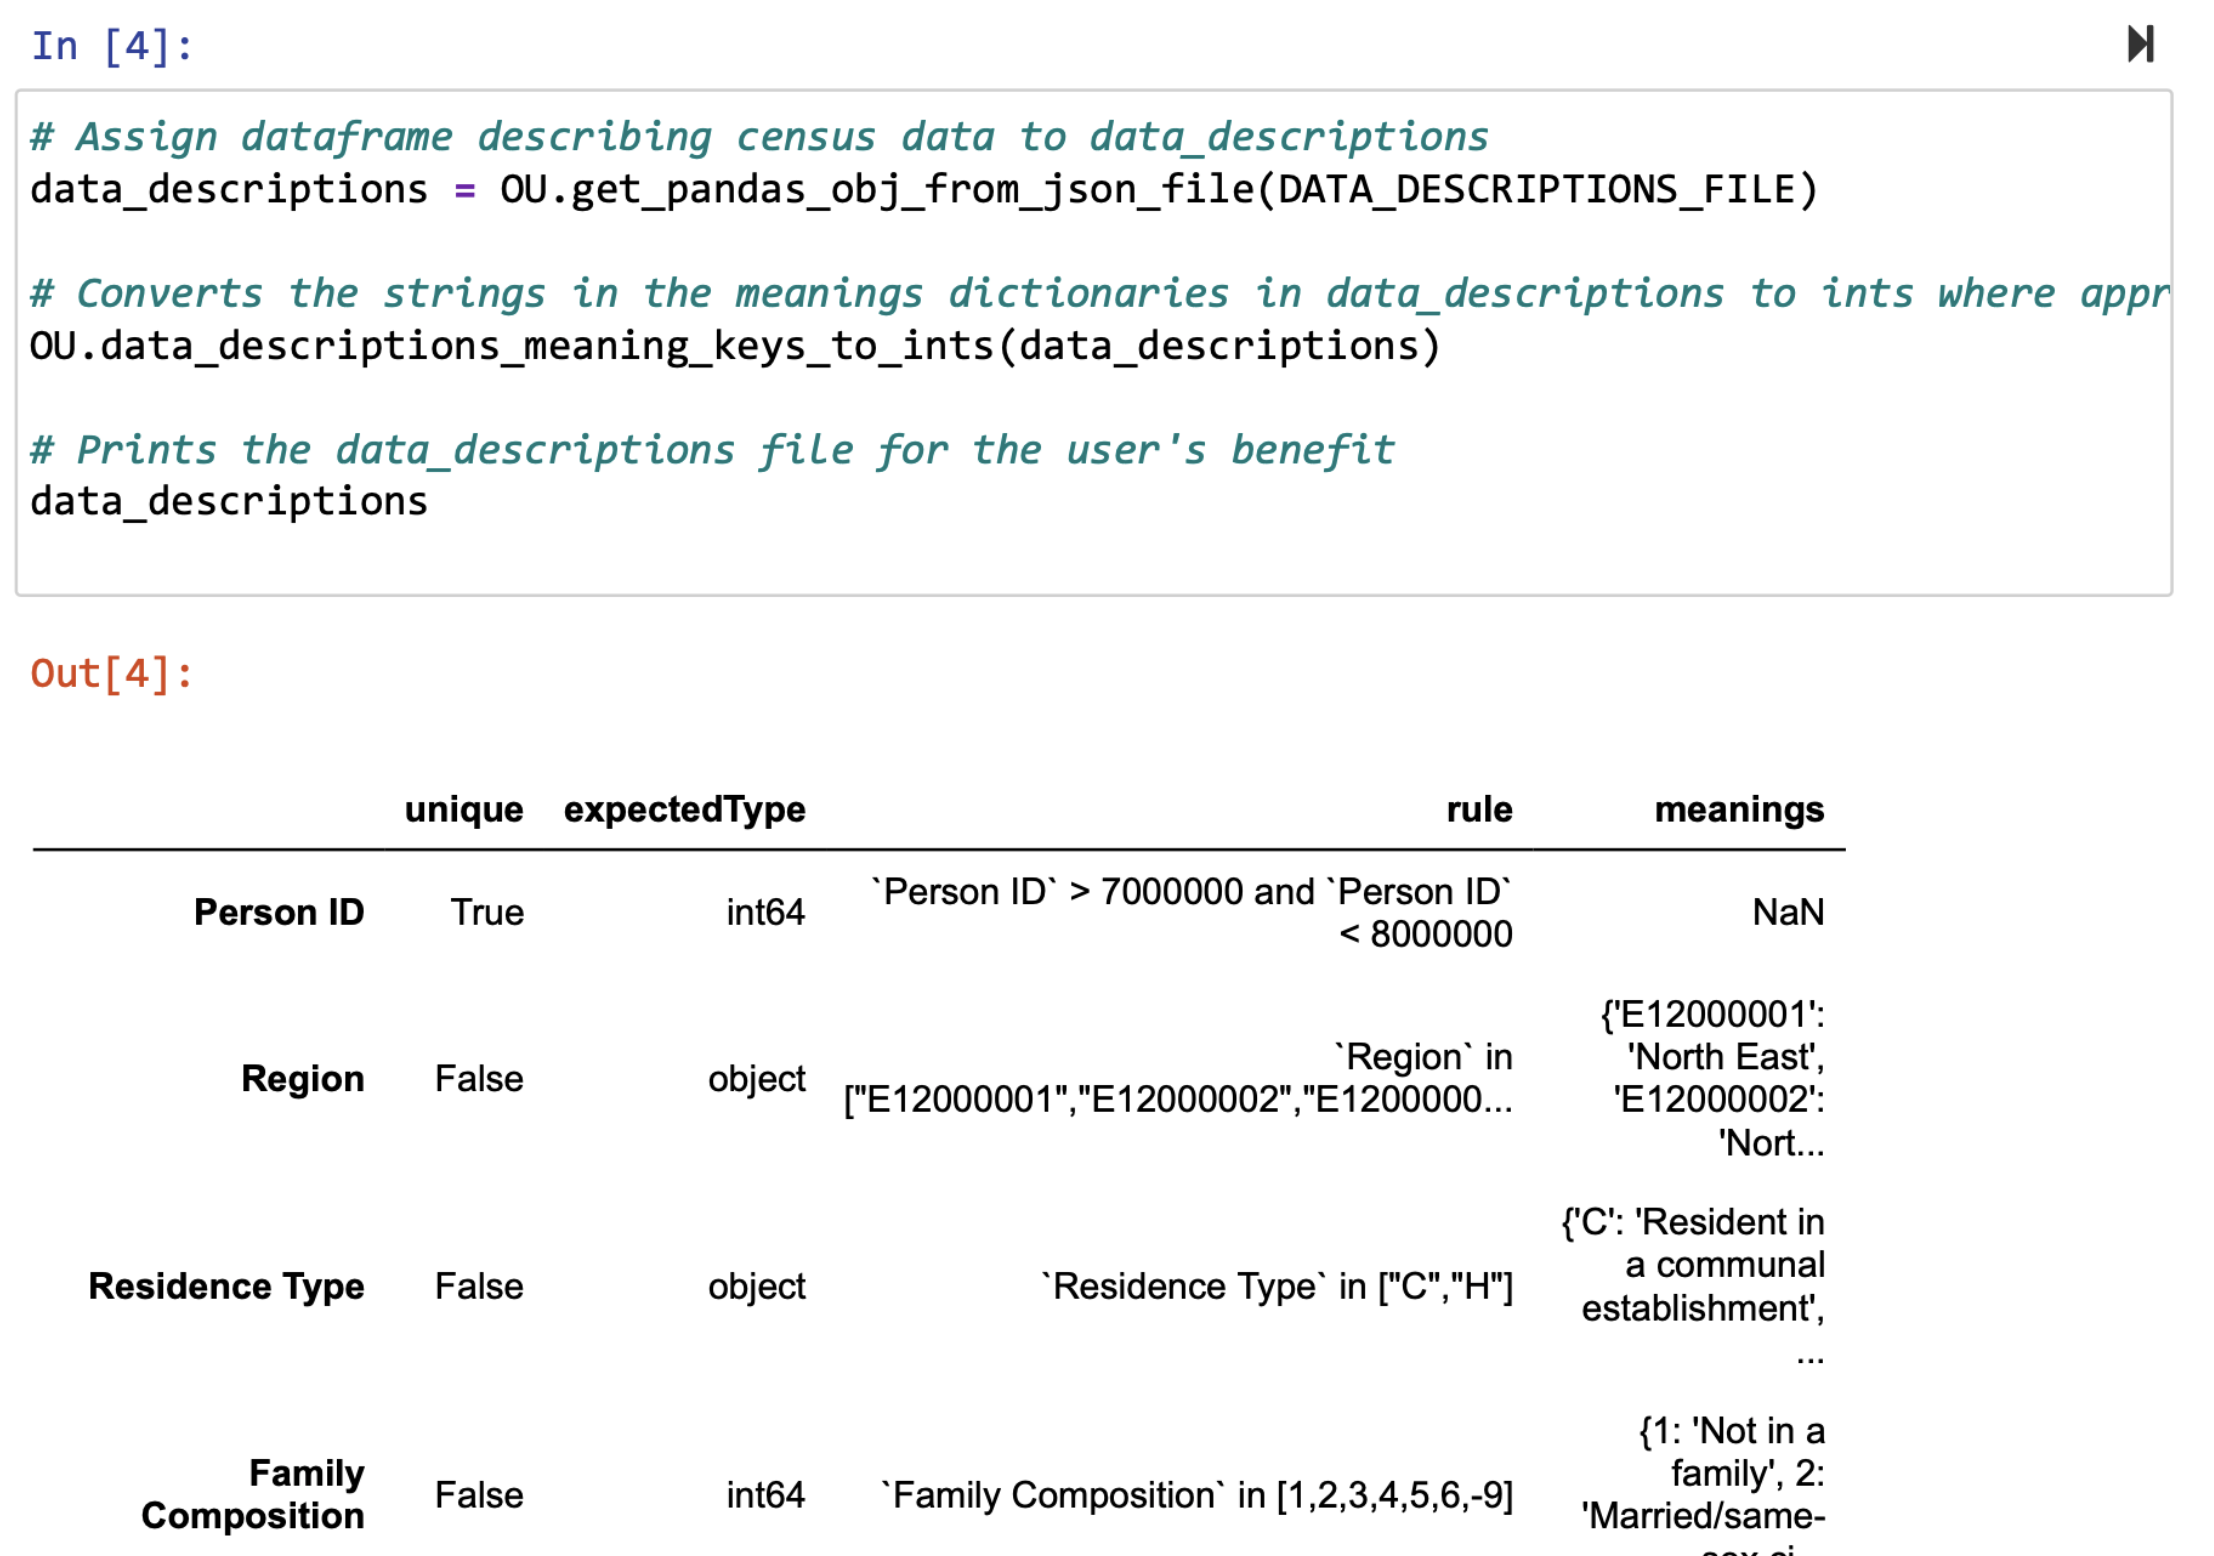 In [4]:
# Assign dataframe describing census data to data_descriptions
data_descriptions = OU.get_pandas_obj_from_json_file(DATA_DESCRIPTIONS_FILE)
# Converts the strings in the meanings dictionaries in data_descriptions to ints where appr
OU.data_descriptions_meaning_keys_to_ints(data_descriptions)
# Prints the data_descriptions file for the user's benefit
data_descriptions
Out[4]:
unique expectedType rule meanings
Person ID True int64 `Person ID` > 7000000 and `Person ID` < 8000000 NaN
Region False object `Region` in ["E12000001","E12000002","E1200000... {'E12000001': 'North East', 'E12000002': 'Nort...
Residence Type False object `Residence Type` in ["C","H"] {'C': 'Resident in a communal establishment', ...
Family Composition False int64 `Family Composition` in [1,2,3,4,5,6,-9] {1: 'Not in a family', 2: 'Married/same-